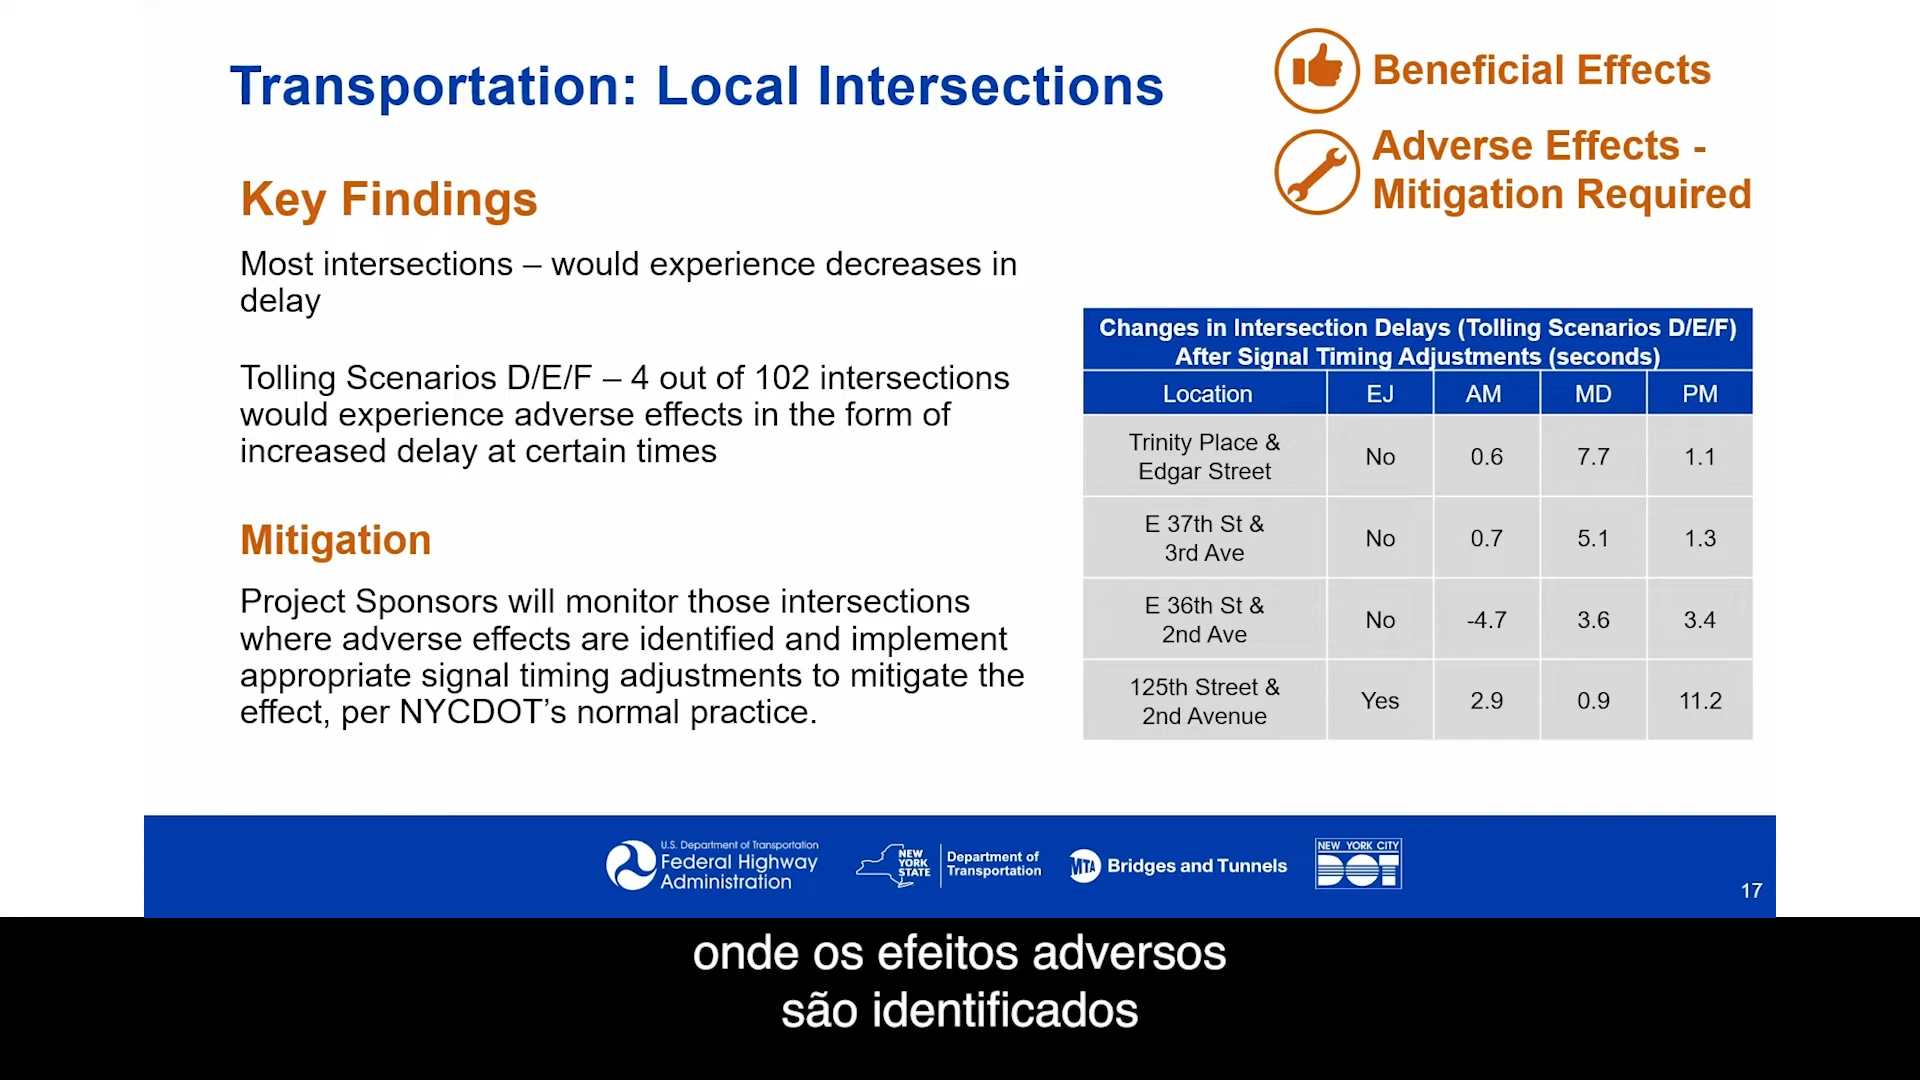 Transportation: Local Intersections
Beneficial Effects
Adverse Effects -
Mitigation Required
Key Findings
Most intersections – would experience decreases in
delay
Tolling Scenarios D/E/F – 4 out of 102 intersections
would experience adverse effects in the form of
increased delay at certain times
Mitigation
Project Sponsors will monitor those intersections
where adverse effects are identified and implement
appropriate signal timing adjustments to mitigate the
effect, per NYCDOT’s normal practice.
Changes in Intersection Delays (Tolling Scenarios D/E/F)
After Signal Timing Adjustments (seconds)
Location EJ AM MD PM
Trinity Place &
Edgar Street No 0.6 7.7 1.1
E 37th St &
3rd Ave No 0.7 5.1 1.3
E 36th St &
2nd Ave No -4.7 3.6 3.4
125th Street &
2nd Avenue Yes 2.9 0.9 11.2
U.S. Department of Transportation
Federal Highway
Administration
NEW
YORK
STATE
Department of
Transportation
MTA Bridges and Tunnels
NEW YORK CITY
DOT
17
onde os efeitos adversos
são identificados